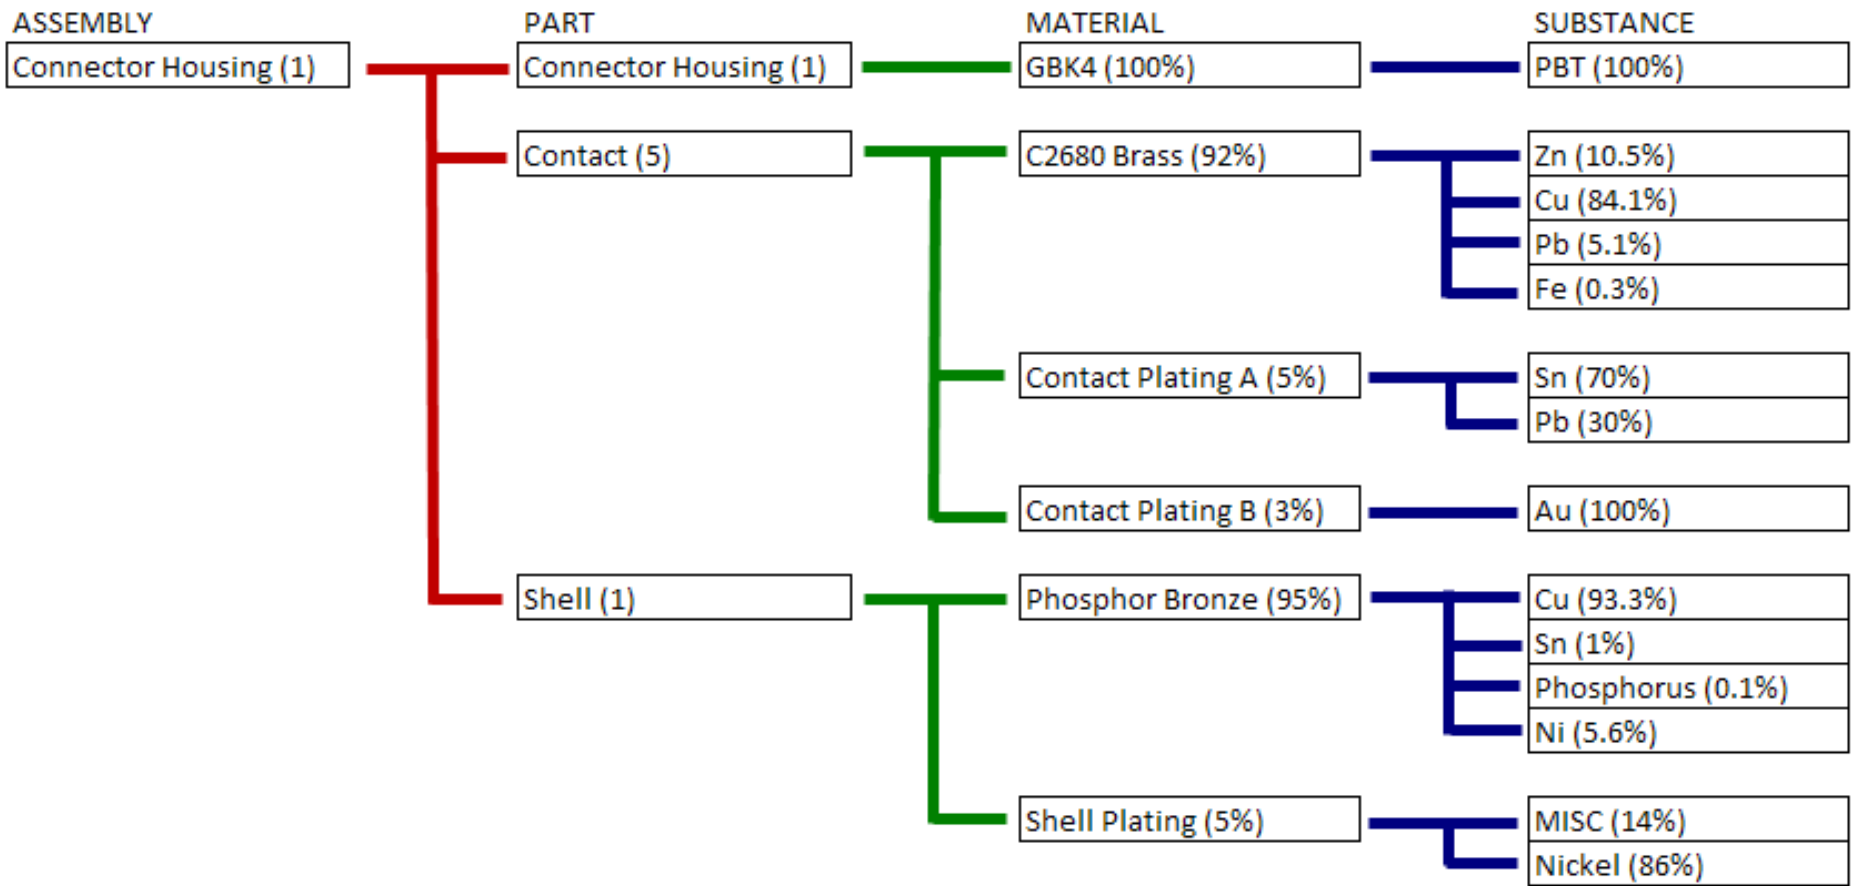 ASSEMBLY PART MATERIAL SUBSTANCE
Connector Housing (1) Connector Housing (1) GBK4 (100%) PBT (100%)
Contact (5) C2680 Brass (92%) Zn (10.5%)
Cu (84.1%)
Pb (5.1%)
Fe (0.3%)
Contact Plating A (5%) Sn (70%)
Pb (30%)
Contact Plating B (3%) Au (100%)
Shell (1) Phosphor Bronze (95%) Cu (93.3%)
Sn (1%)
Phosphorus (0.1%)
Ni (5.6%)
Shell Plating (5%) MISC (14%)
Nickel (86%)